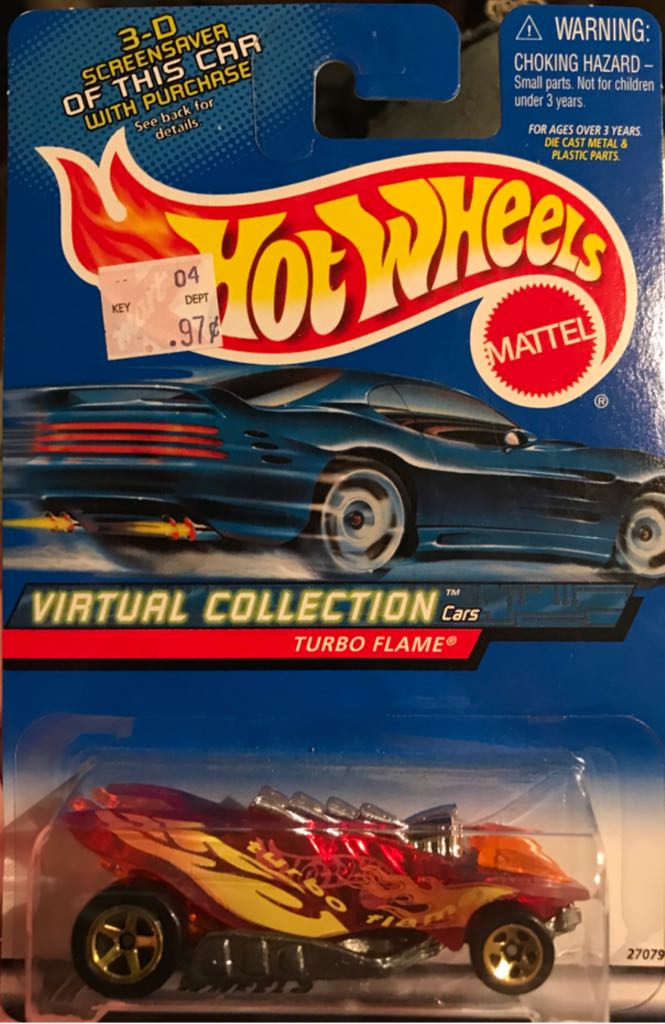 3-D
SCREENSAVER
OF THIS CAR
WITH PURCHASE
See back for
details.
WARNING:
CHOKING HAZARD –
Small parts. Not for children
under 3 years.
FOR AGES OVER 3 YEARS.
DIE CAST METAL &
PLASTIC PARTS.
HOT WHEELS
MATTEL
®
04
KEY DEPT
.97¢
VIRTUAL COLLECTION™ Cars
TURBO FLAME®
turbo flame
27079